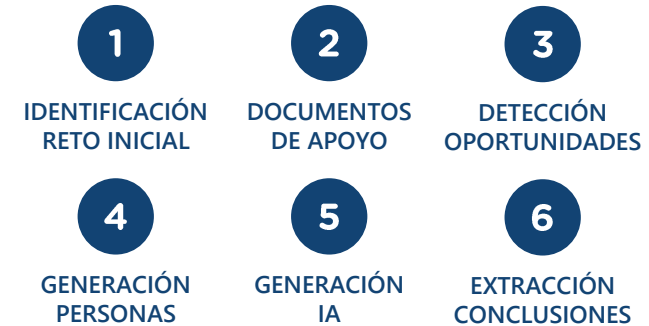 1
IDENTIFICACIÓN
RETO INICIAL
2
DOCUMENTOS
DE APOYO
3
DETECCIÓN
OPORTUNIDADES
4
GENERACIÓN
PERSONAS
5
GENERACIÓN
IA
6
EXTRACCIÓN
CONCLUSIONES